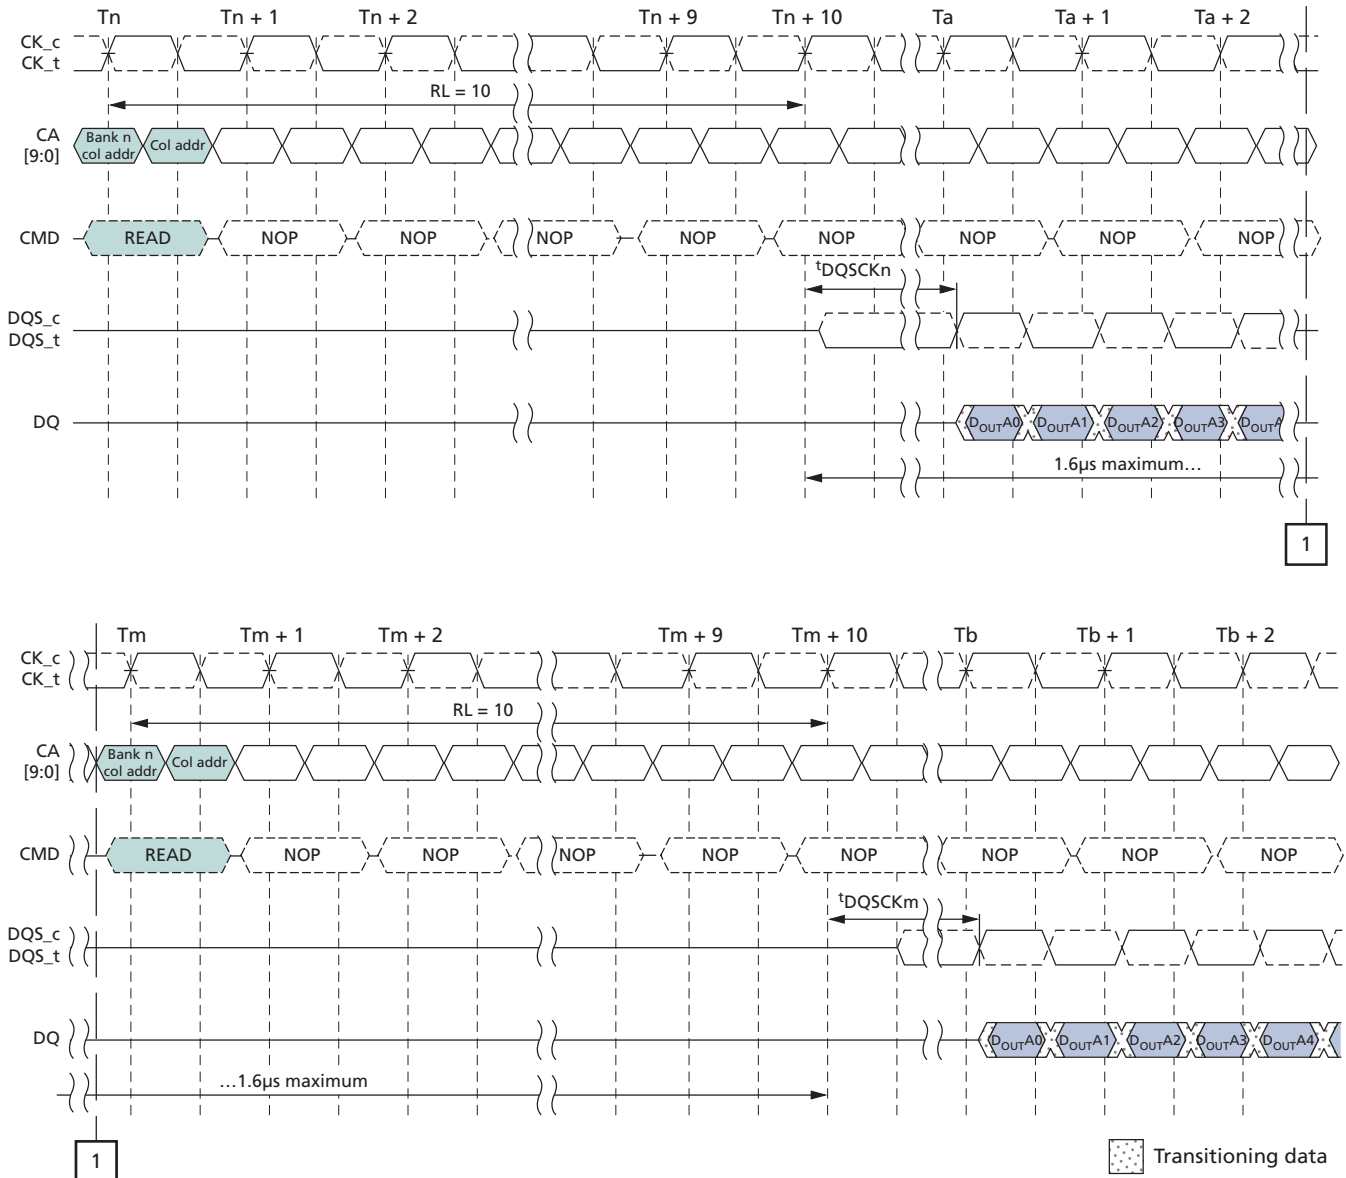 Tn Tn + 1 Tn + 2 Tn + 9 Tn + 10 Ta Ta + 1 Ta + 2
CK_c
CK_t
RL = 10
CA
[9:0]
Bank n
col addr
Col addr
CMD READ NOP NOP NOP NOP NOP NOP NOP NOP
tDQSCKn
DQS_c
DQS_t
DQ DOUTA0 DOUTA1 DOUTA2 DOUTA3 DOUTA
1.6µs maximum…
1
Tm Tm + 1 Tm + 2 Tm + 9 Tm + 10 Tb Tb + 1 Tb + 2
CK_c
CK_t
RL = 10
CA
[9:0]
Bank n
col addr
Col addr
CMD READ NOP NOP NOP NOP NOP NOP NOP NOP
tDQSCKm
DQS_c
DQS_t
DQ DOUTA0 DOUTA1 DOUTA2 DOUTA3 DOUTA4
…1.6µs maximum
1
Transitioning data